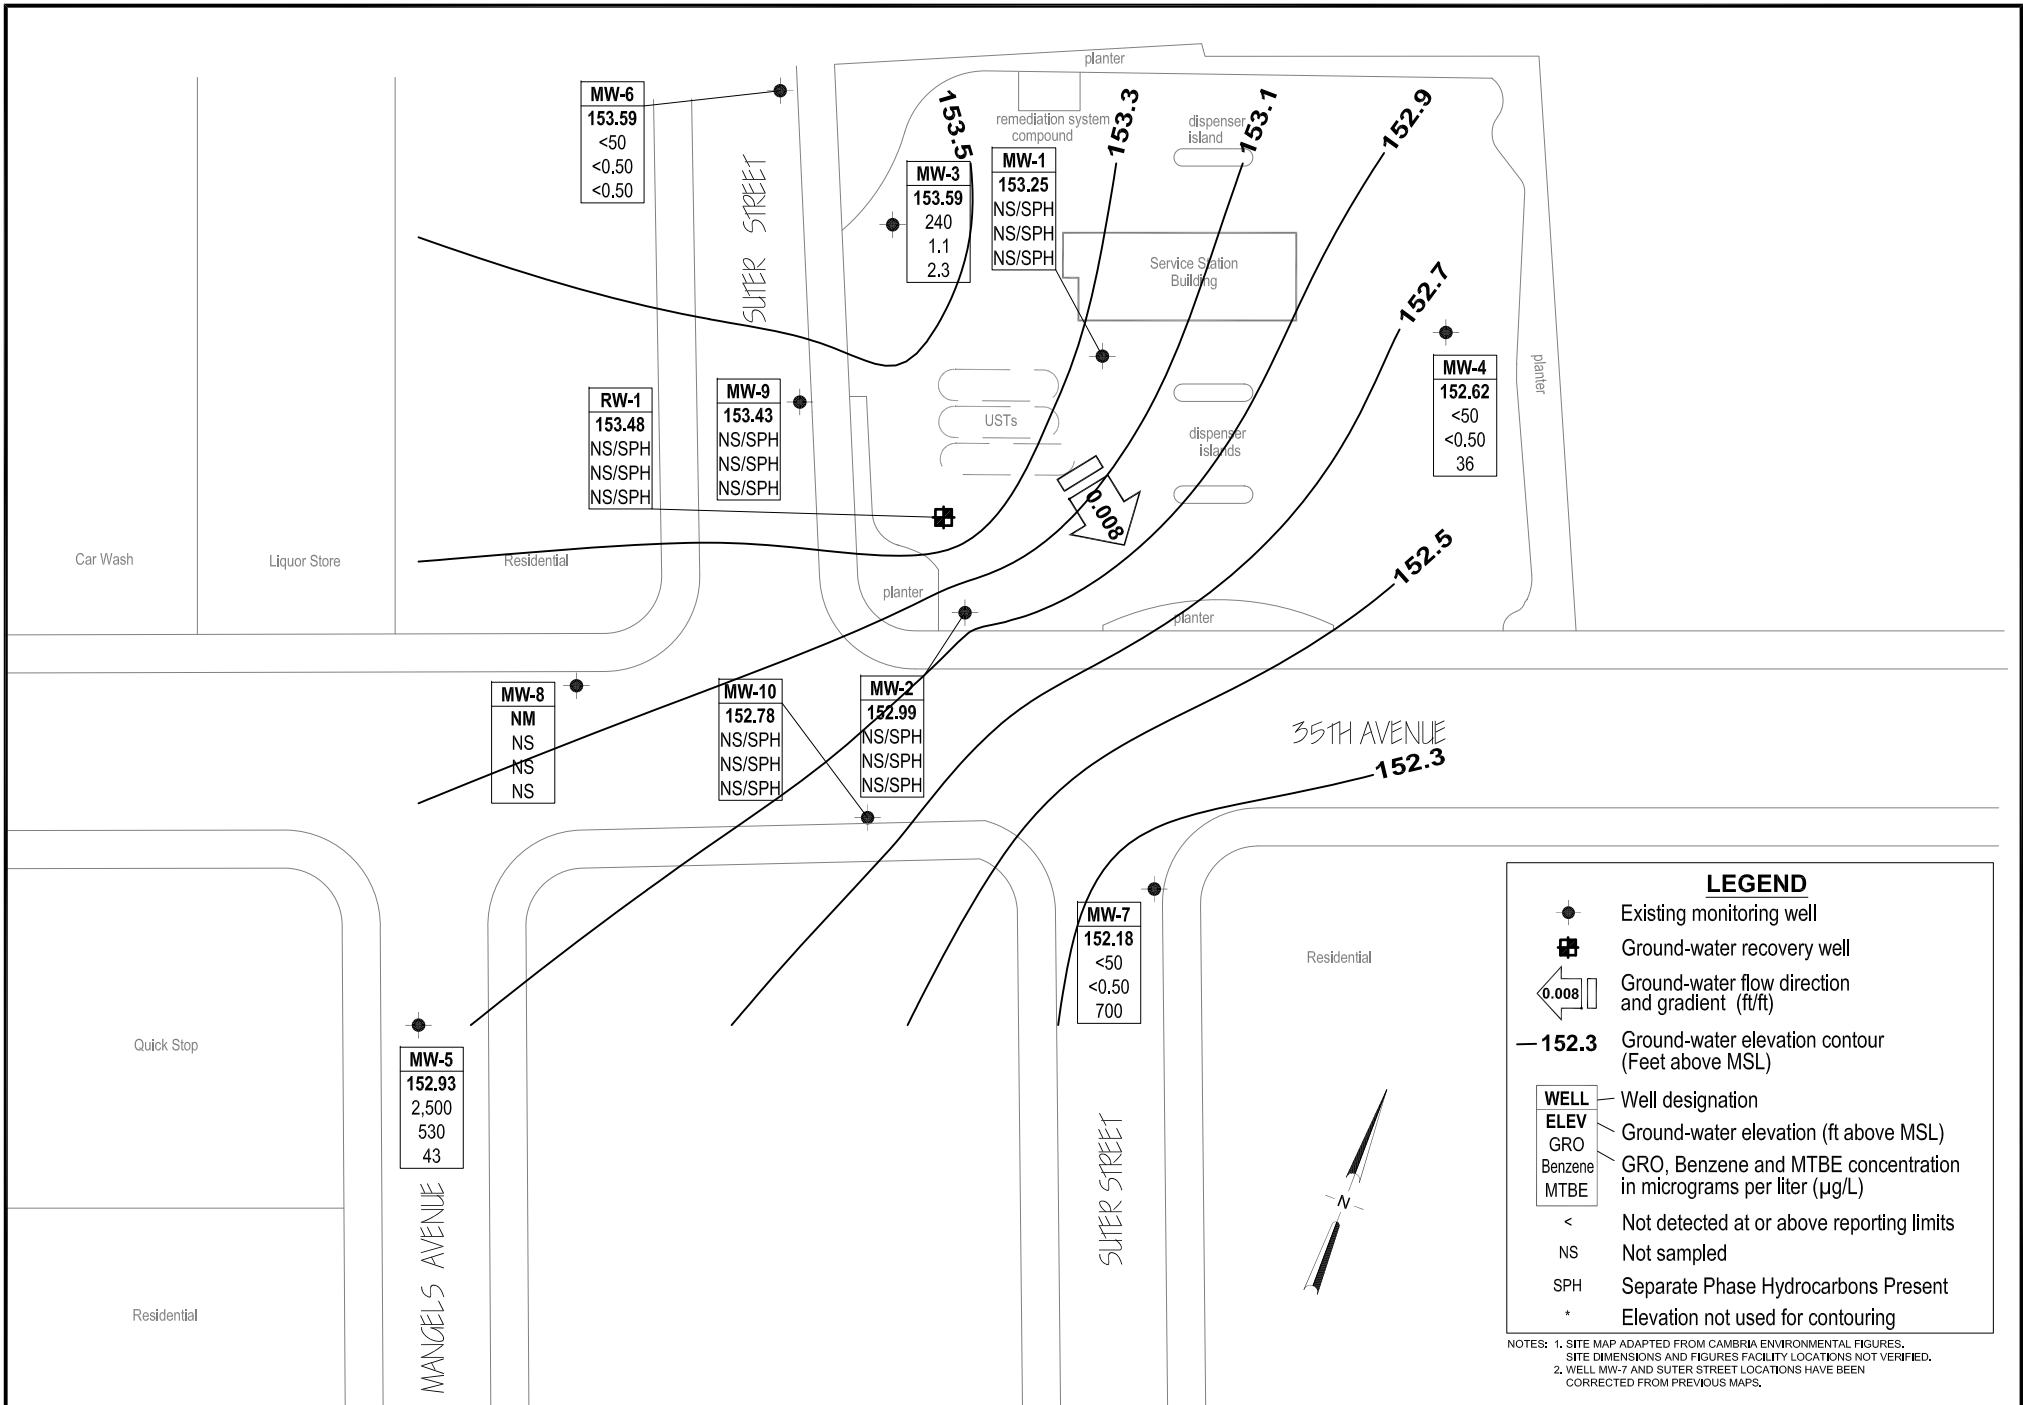 planter
MW-6
153.59
<50
<0.50
<0.50
SUTER STREET
153.5
remediation system
compound
153.3
dispenser
island
153.1
152.9
MW-3
153.59
240
1.1
2.3
MW-1
153.25
NS/SPH
NS/SPH
NS/SPH
Service Station
Building
152.7
planter
MW-4
152.62
<50
<0.50
36
RW-1
153.48
NS/SPH
NS/SPH
NS/SPH
MW-9
153.43
NS/SPH
NS/SPH
NS/SPH
USTs
dispenser
islands
0.008
Car Wash
Liquor Store
Residential
planter
planter
152.5
MW-8
NM
NS
NS
NS
MW-10
152.78
NS/SPH
NS/SPH
NS/SPH
MW-2
152.99
NS/SPH
NS/SPH
NS/SPH
35TH AVENUE
152.3
MW-7
152.18
<50
<0.50
700
Residential
Quick Stop
MW-5
152.93
2,500
530
43
MANGELS AVENUE
SUTER STREET
N
Residential
LEGEND
Existing monitoring well
Ground-water recovery well
0.008
Ground-water flow direction
and gradient (ft/ft)
152.3
Ground-water elevation contour
(Feet above MSL)
WELL
Well designation
ELEV
Ground-water elevation (ft above MSL)
GRO
Benzene
MTBE
GRO, Benzene and MTBE concentration
in micrograms per liter (µg/L)
< Not detected at or above reporting limits
NS Not sampled
SPH Separate Phase Hydrocarbons Present
* Elevation not used for contouring
NOTES: 1. SITE MAP ADAPTED FROM CAMBRIA ENVIRONMENTAL FIGURES.
SITE DIMENSIONS AND FIGURES FACILITY LOCATIONS NOT VERIFIED.
2. WELL MW-7 AND SUTER STREET LOCATIONS HAVE BEEN
CORRECTED FROM PREVIOUS MAPS.